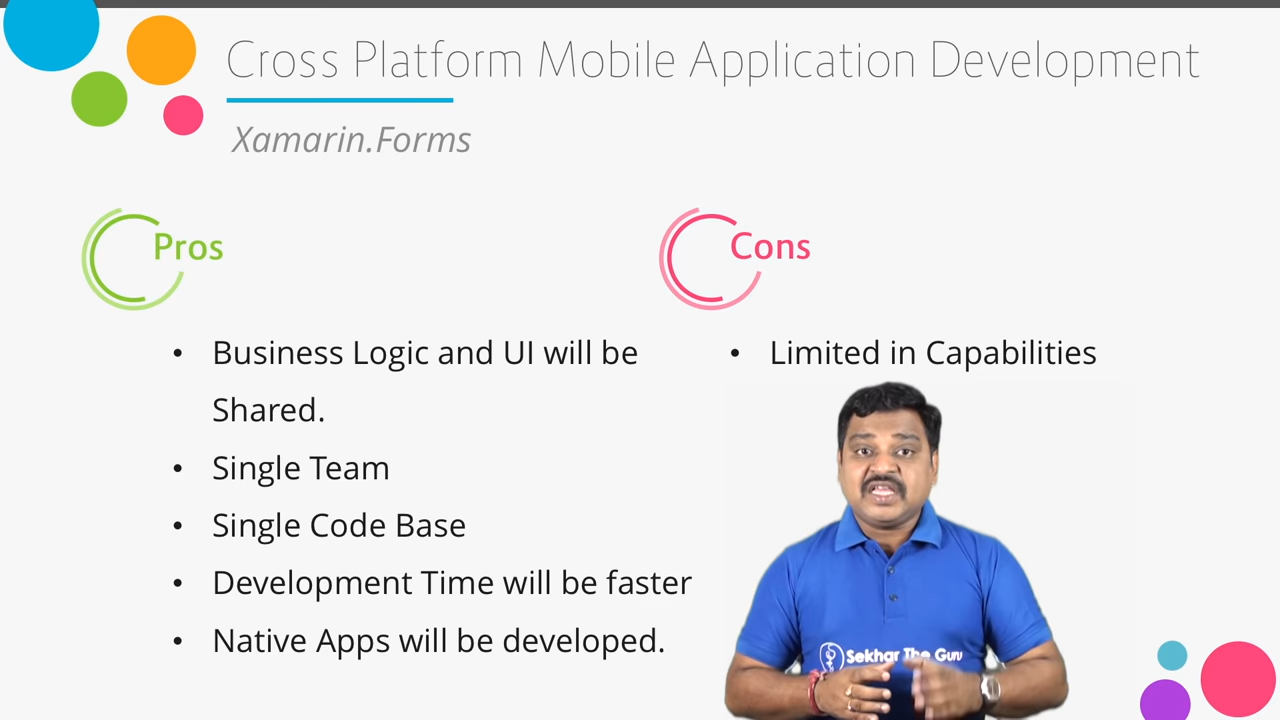 Cross Platform Mobile Application Development
Xamarin.Forms
Pros
Cons
• Business Logic and UI will be
Shared.
• Single Team
• Single Code Base
• Development Time will be faster
• Native Apps will be developed.
• Limited in Capabilities
Sekhar The Guru